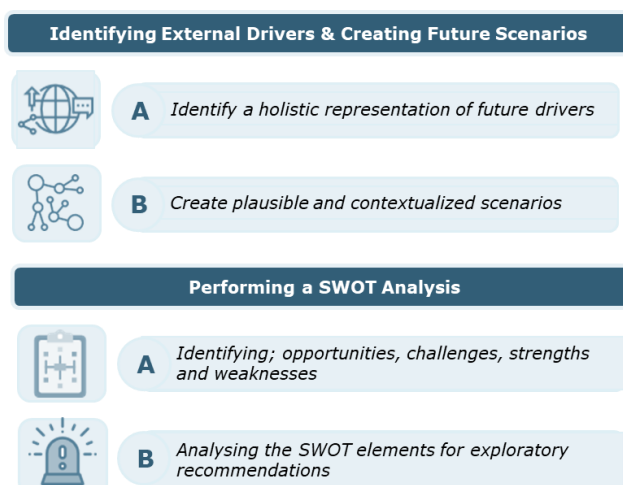 Identifying External Drivers & Creating Future Scenarios
A Identify a holistic representation of future drivers
B Create plausible and contextualized scenarios
Performing a SWOT Analysis
A Identifying; opportunities, challenges, strengths
and weaknesses
B Analysing the SWOT elements for exploratory
recommendations